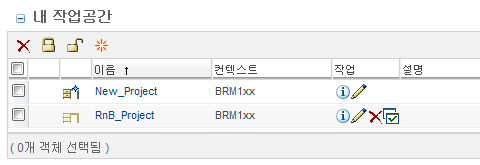 내 작업공간
이름 ↑ 컨텍스트 작업 설명
New_Project BRM1xx
RnB_Project BRM1xx
( 0개 객체 선택됨 )